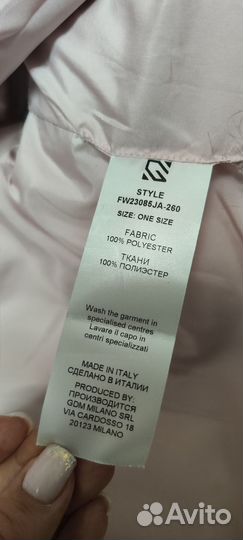 STYLE
FW23085JA-260
SIZE: ONE SIZE
FABRIC
100% POLYESTER
ТКАНИ
100% ПОЛИЭСТЕР
Wash the garment in
specialised centres
Lavare il capo in
centri specializzati
MADE IN ITALY
СДЕЛАНО В ИТАЛИИ
PRODUCED BY:
ПРОИЗВОДИТСЯ
GDM MILANO SRL
VIA CARDOSSO 18
20123 MILANO
Avito